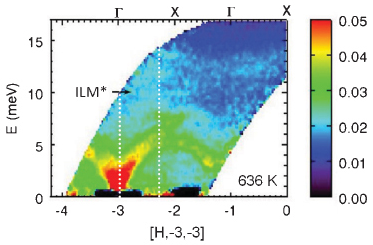 Γ X Γ X
15
10
5
0
E (meV)
ILM*
636 K
-4 -3 -2 -1 0
[H,-3,-3]
0.05
0.04
0.03
0.02
0.01
0.00